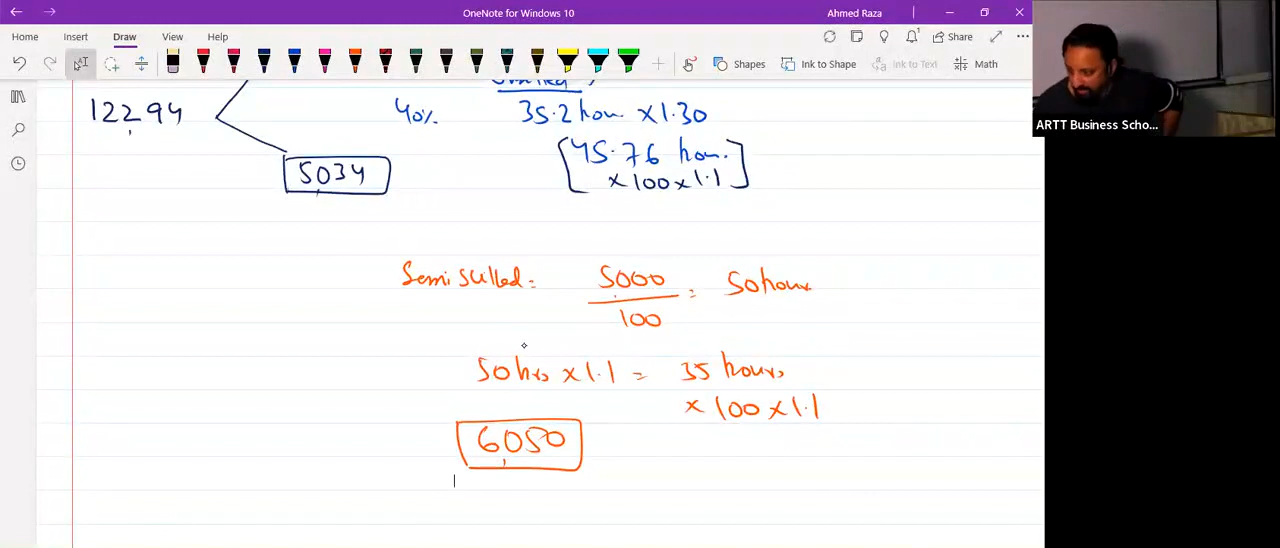 OneNote for Windows 10
Ahmed Raza
Home Insert Draw View Help
Share
Shapes Ink to Shape Ink to Text Math
ARTT Business Scho...
12294 40% 35.2 hour ×1.30
[45.76 hour.
×100×1.1]
5034
Semi skilled = 5000 / 100 = 50 hours
50 hrs ×1.1 = 35 hours
×100×1.1
6050